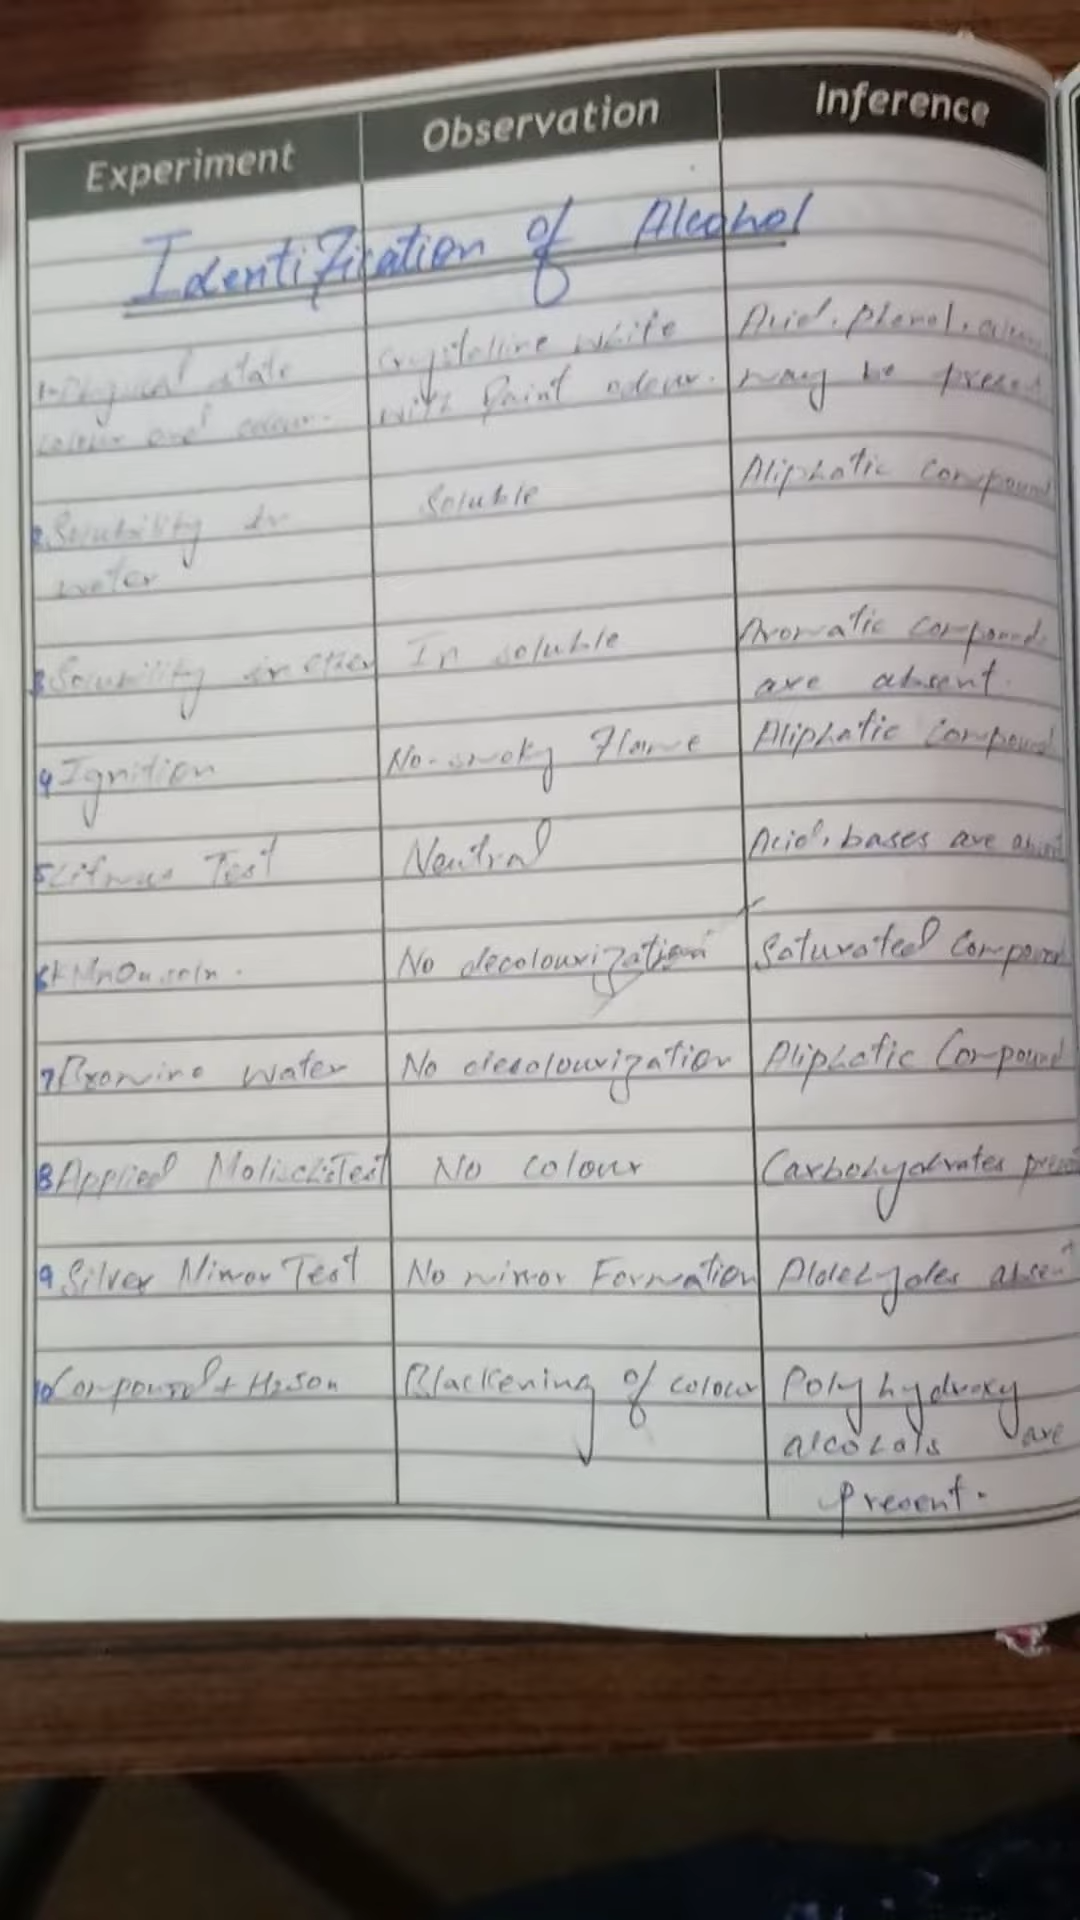 Experiment Observation Inference
Identification of Alcohol
1. Physical state Crystalline white Acid, phenol,
colour and odour. with faint odour. may be present
2 Solubility in Soluble Aliphatic Compound
water
3 Solubility in ether In soluble Aromatic Compounds
are absent.
4 Ignition No-smoky Flame Aliphatic Compound
5 Litmus Test Neutral Acid, bases are absent
6 KMnO4 soln. No decolourization Saturated Compound
7 Bromine water No decolourization Aliphatic Compound
8 Applied Molisch Test No colour Carbohydrates present
9 Silver Mirror Test No mirror Formation Aldehydes absent
10 Compound + H2SO4 Blackening of colour Poly hydroxy
alcohals are
present.